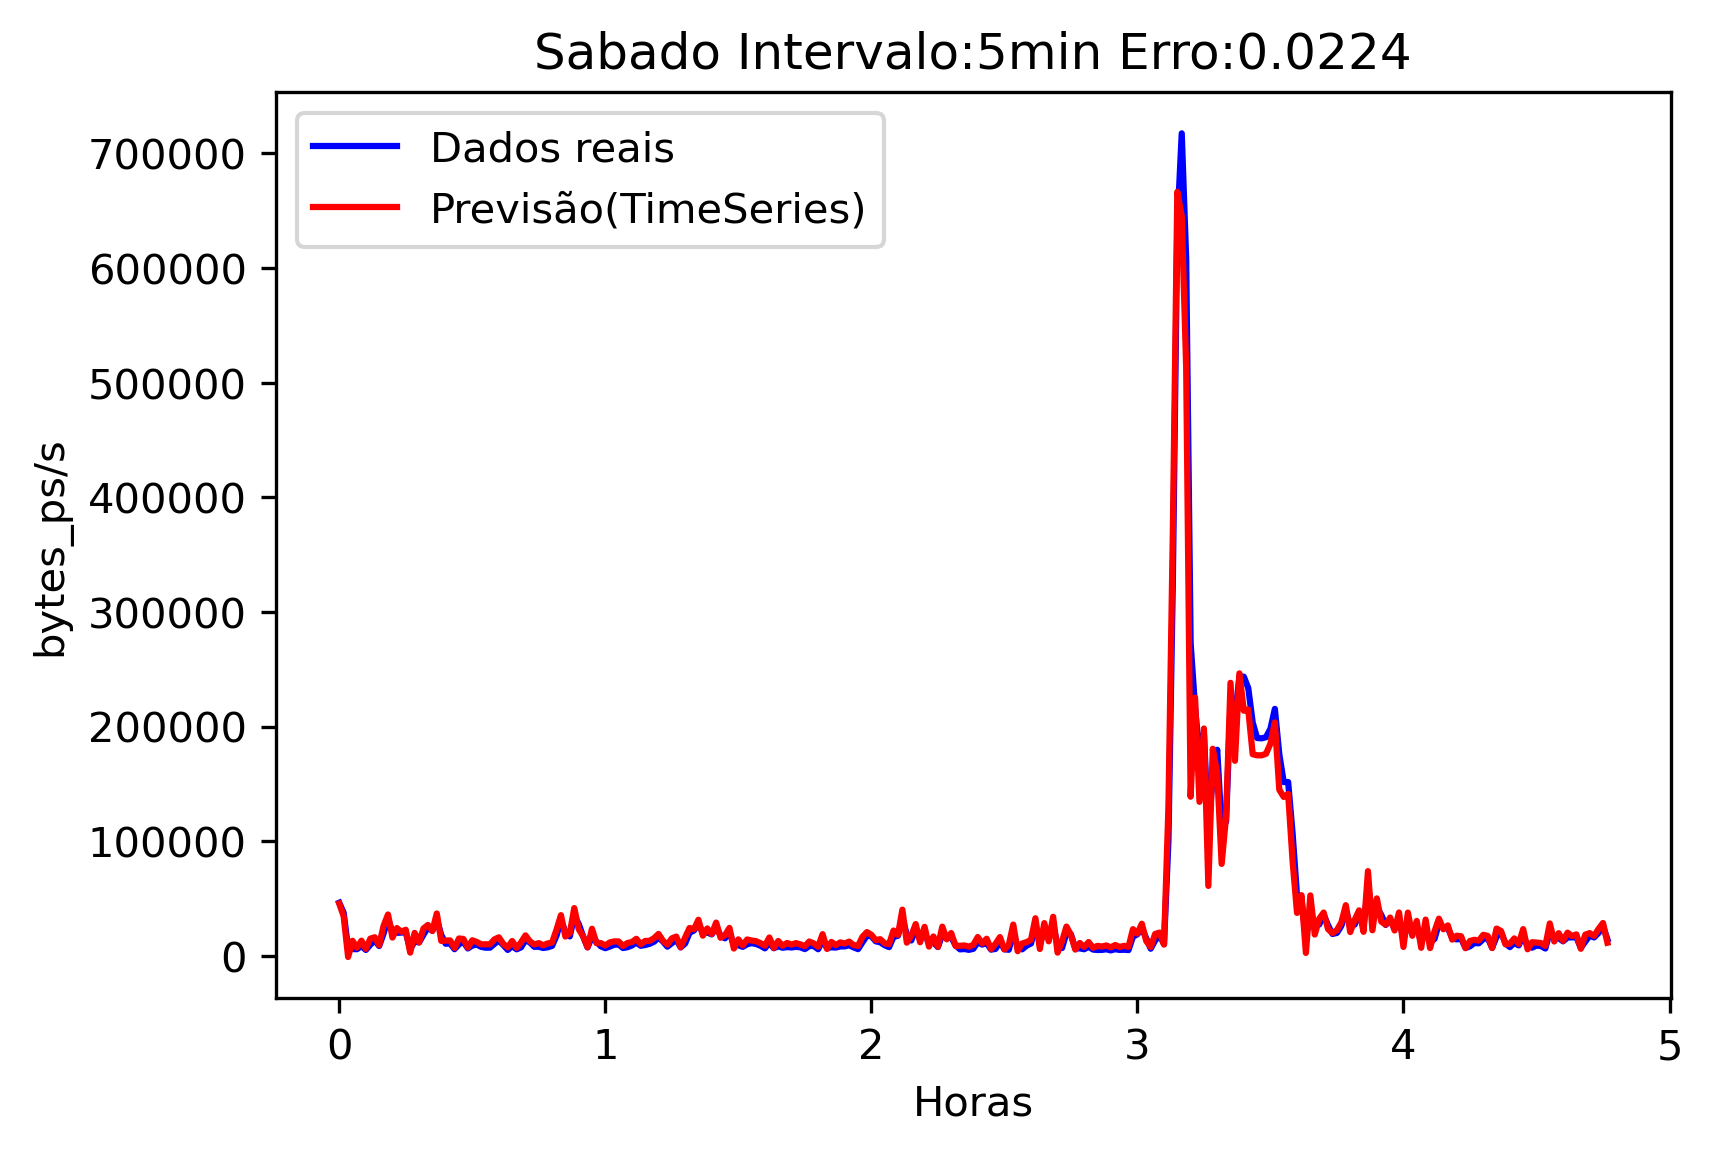 Sabado Intervalo:5min Erro:0.0224
Dados reais
Previsão(TimeSeries)
700000
600000
500000
400000
300000
200000
100000
0
bytes_ps/s
0 1 2 3 4 5
Horas